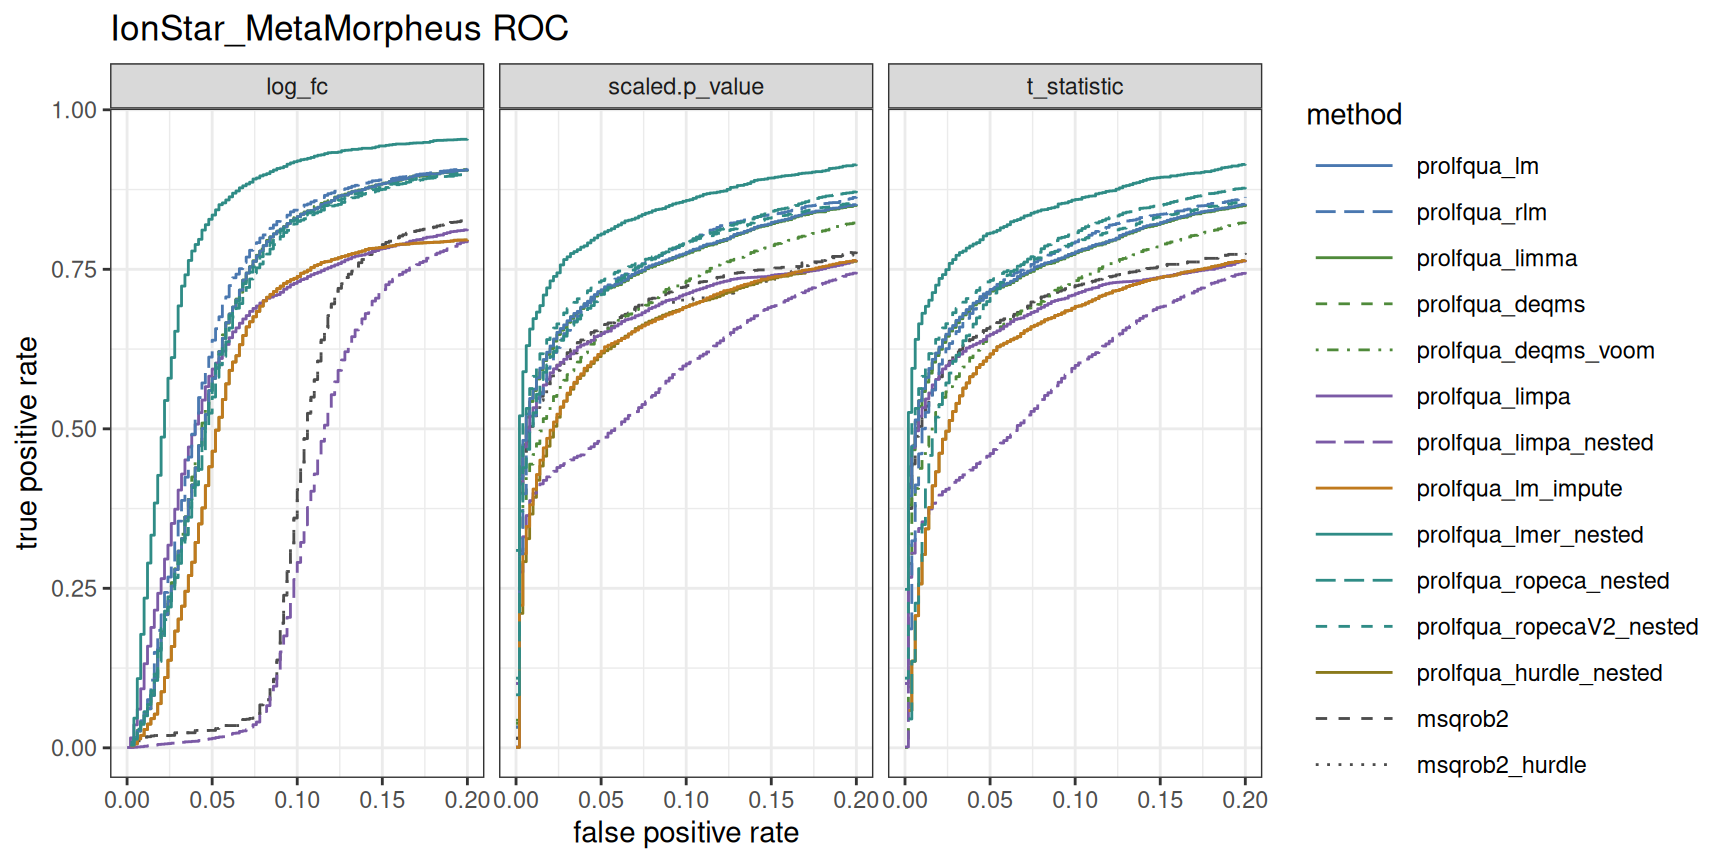 IonStar_MetaMorpheus ROC
log_fc
scaled.p_value
t_statistic
1.00
0.75
0.50
0.25
0.00
true positive rate
0.00 0.05 0.10 0.15 0.20
0.00 0.05 0.10 0.15 0.20
0.00 0.05 0.10 0.15 0.20
false positive rate
method
prolfqua_lm
prolfqua_rlm
prolfqua_limma
prolfqua_deqms
prolfqua_deqms_voom
prolfqua_limpa
prolfqua_limpa_nested
prolfqua_lm_impute
prolfqua_lmer_nested
prolfqua_ropeca_nested
prolfqua_ropecaV2_nested
prolfqua_hurdle_nested
msqrob2
msqrob2_hurdle